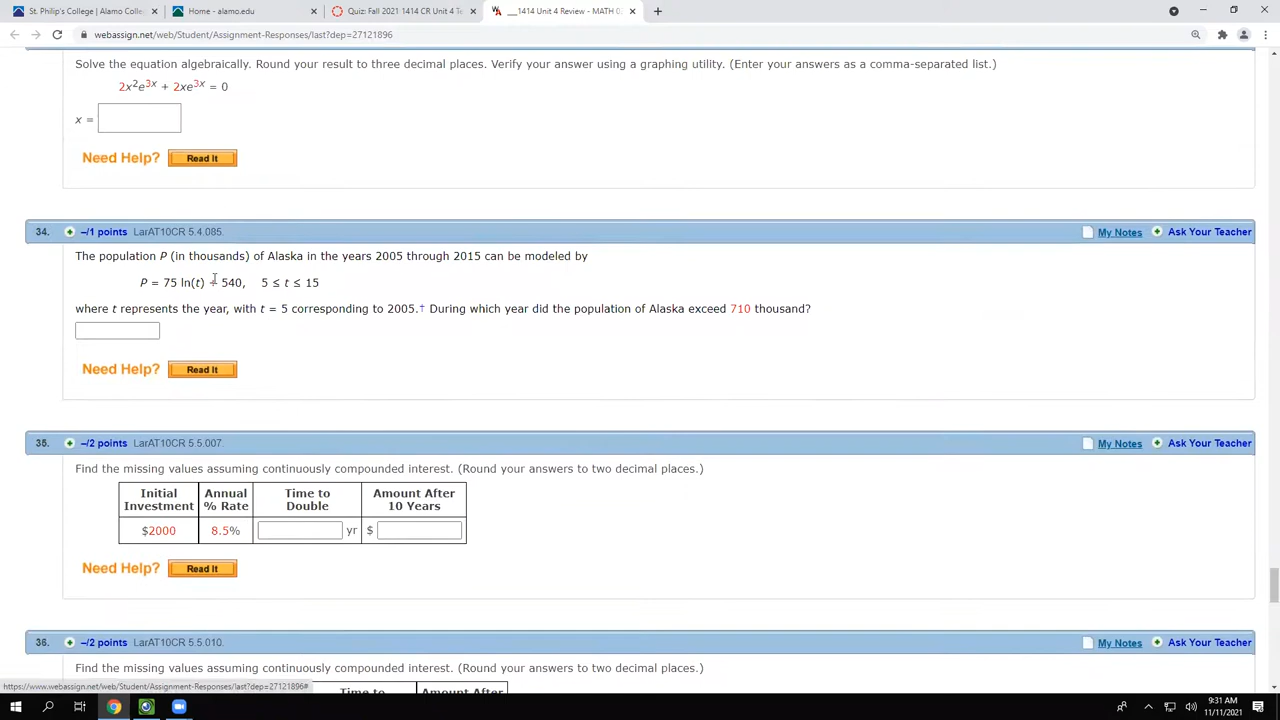 St. Philip's College | Alamo Colle
Home - alamo.edu
Quiz: Fall 2021 1414 CR Unit 4 Te
__1414 Unit 4 Review - MATH 0
webassign.net/web/Student/Assignment-Responses/last?dep=27121896
Solve the equation algebraically. Round your result to three decimal places. Verify your answer using a graphing utility. (Enter your answers as a comma-separated list.)
2x²e³ˣ + 2xe³ˣ = 0
x =
Need Help? Read It
34. –/1 points LarAT10CR 5.4.085. My Notes Ask Your Teacher
The population P (in thousands) of Alaska in the years 2005 through 2015 can be modeled by
P = 75 ln(t) + 540, 5 ≤ t ≤ 15
where t represents the year, with t = 5 corresponding to 2005.† During which year did the population of Alaska exceed 710 thousand?
Need Help? Read It
35. –/2 points LarAT10CR 5.5.007. My Notes Ask Your Teacher
Find the missing values assuming continuously compounded interest. (Round your answers to two decimal places.)
Initial Investment Annual % Rate Time to Double Amount After 10 Years
$2000 8.5% yr $
Need Help? Read It
36. –/2 points LarAT10CR 5.5.010. My Notes Ask Your Teacher
Find the missing values assuming continuously compounded interest. (Round your answers to two decimal places.)
Time to Amount After
https://www.webassign.net/web/Student/Assignment-Responses/last?dep=27121896#
9:31 AM
11/11/2021